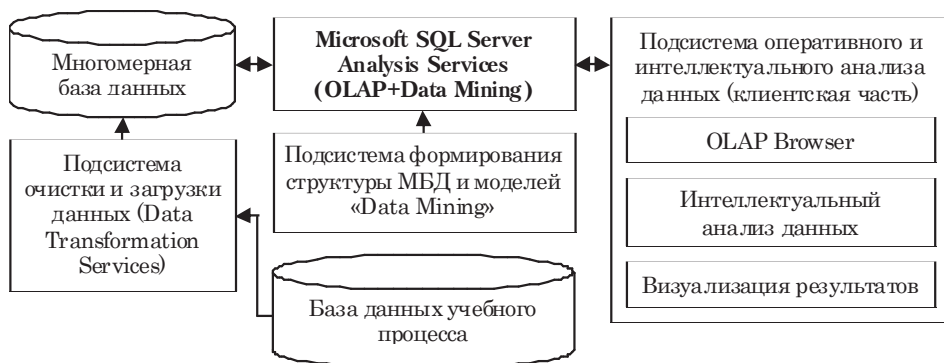 Многомерная
база данных
Microsoft SQL Server
Analysis Services
(OLAP+Data Mining)
Подсистема оперативного и
интеллектуального анализа
данных (клиентская часть)
OLAP Browser
Интеллектуальный
анализ данных
Визуализация результатов
Подсистема
очистки и загрузки
данных (Data
Transformation
Services)
Подсистема формирования
структуры МБД и моделей
«Data Mining»
База данных учебного
процесса